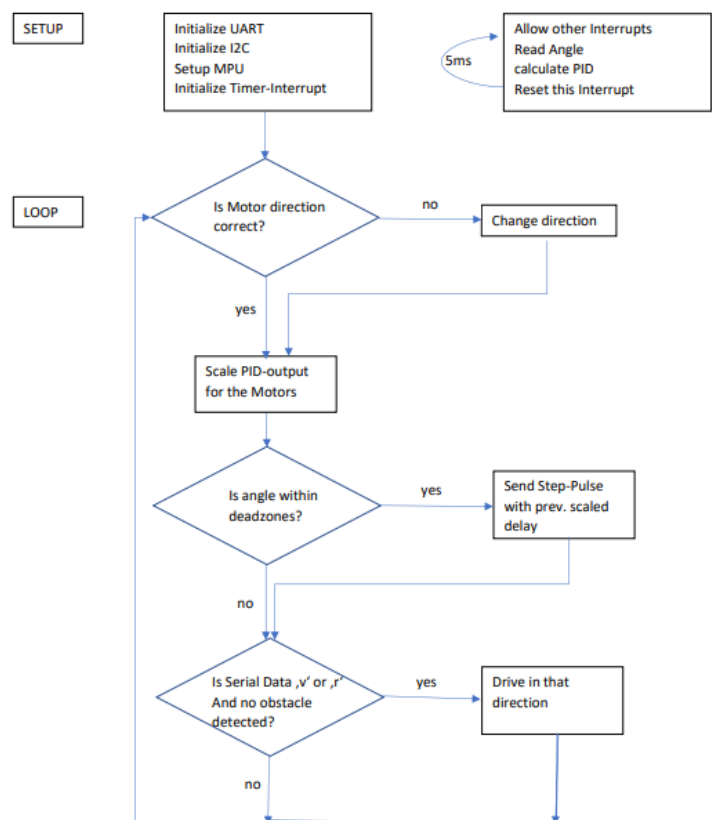 SETUP
Initialize UART
Initialize I2C
Setup MPU
Initialize Timer-Interrupt
5ms
Allow other Interrupts
Read Angle
calculate PID
Reset this Interrupt
LOOP
Is Motor direction
correct?
no
Change direction
yes
Scale PID-output
for the Motors
Is angle within
deadzones?
yes
Send Step-Pulse
with prev. scaled
delay
no
Is Serial Data ‚v‘ or ‚r‘
And no obstacle
detected?
yes
Drive in that
direction
no